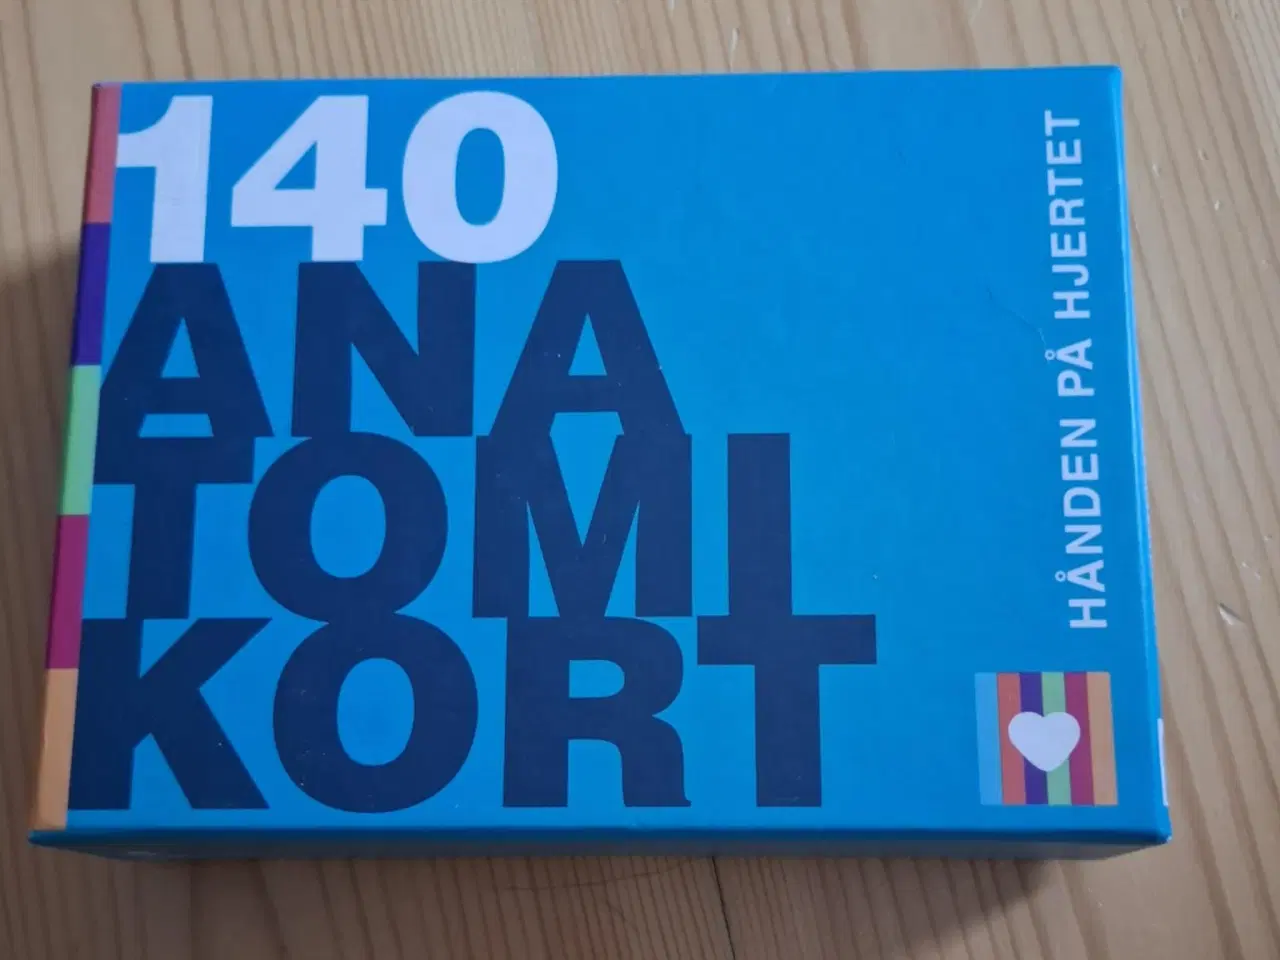 140
ANA
TOMI
KORT
HÅNDEN PÅ HJERTET